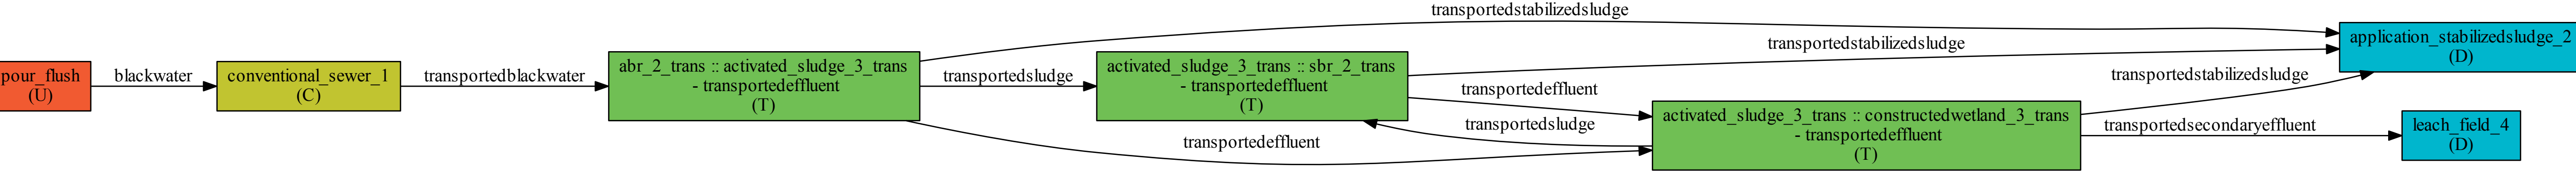 pour_flush
(U)
blackwater
conventional_sewer_1
(C)
transportedblackwater
abr_2_trans :: activated_sludge_3_trans
- transportedeffluent
(T)
transportedstabilizedsludge
transportedsludge
transportedeffluent
activated_sludge_3_trans :: sbr_2_trans
- transportedeffluent
(T)
transportedstabilizedsludge
transportedeffluent
transportedsludge
activated_sludge_3_trans :: constructedwetland_3_trans
- transportedeffluent
(T)
transportedstabilizedsludge
transportedsecondaryeffluent
application_stabilizedsludge_2
(D)
leach_field_4
(D)